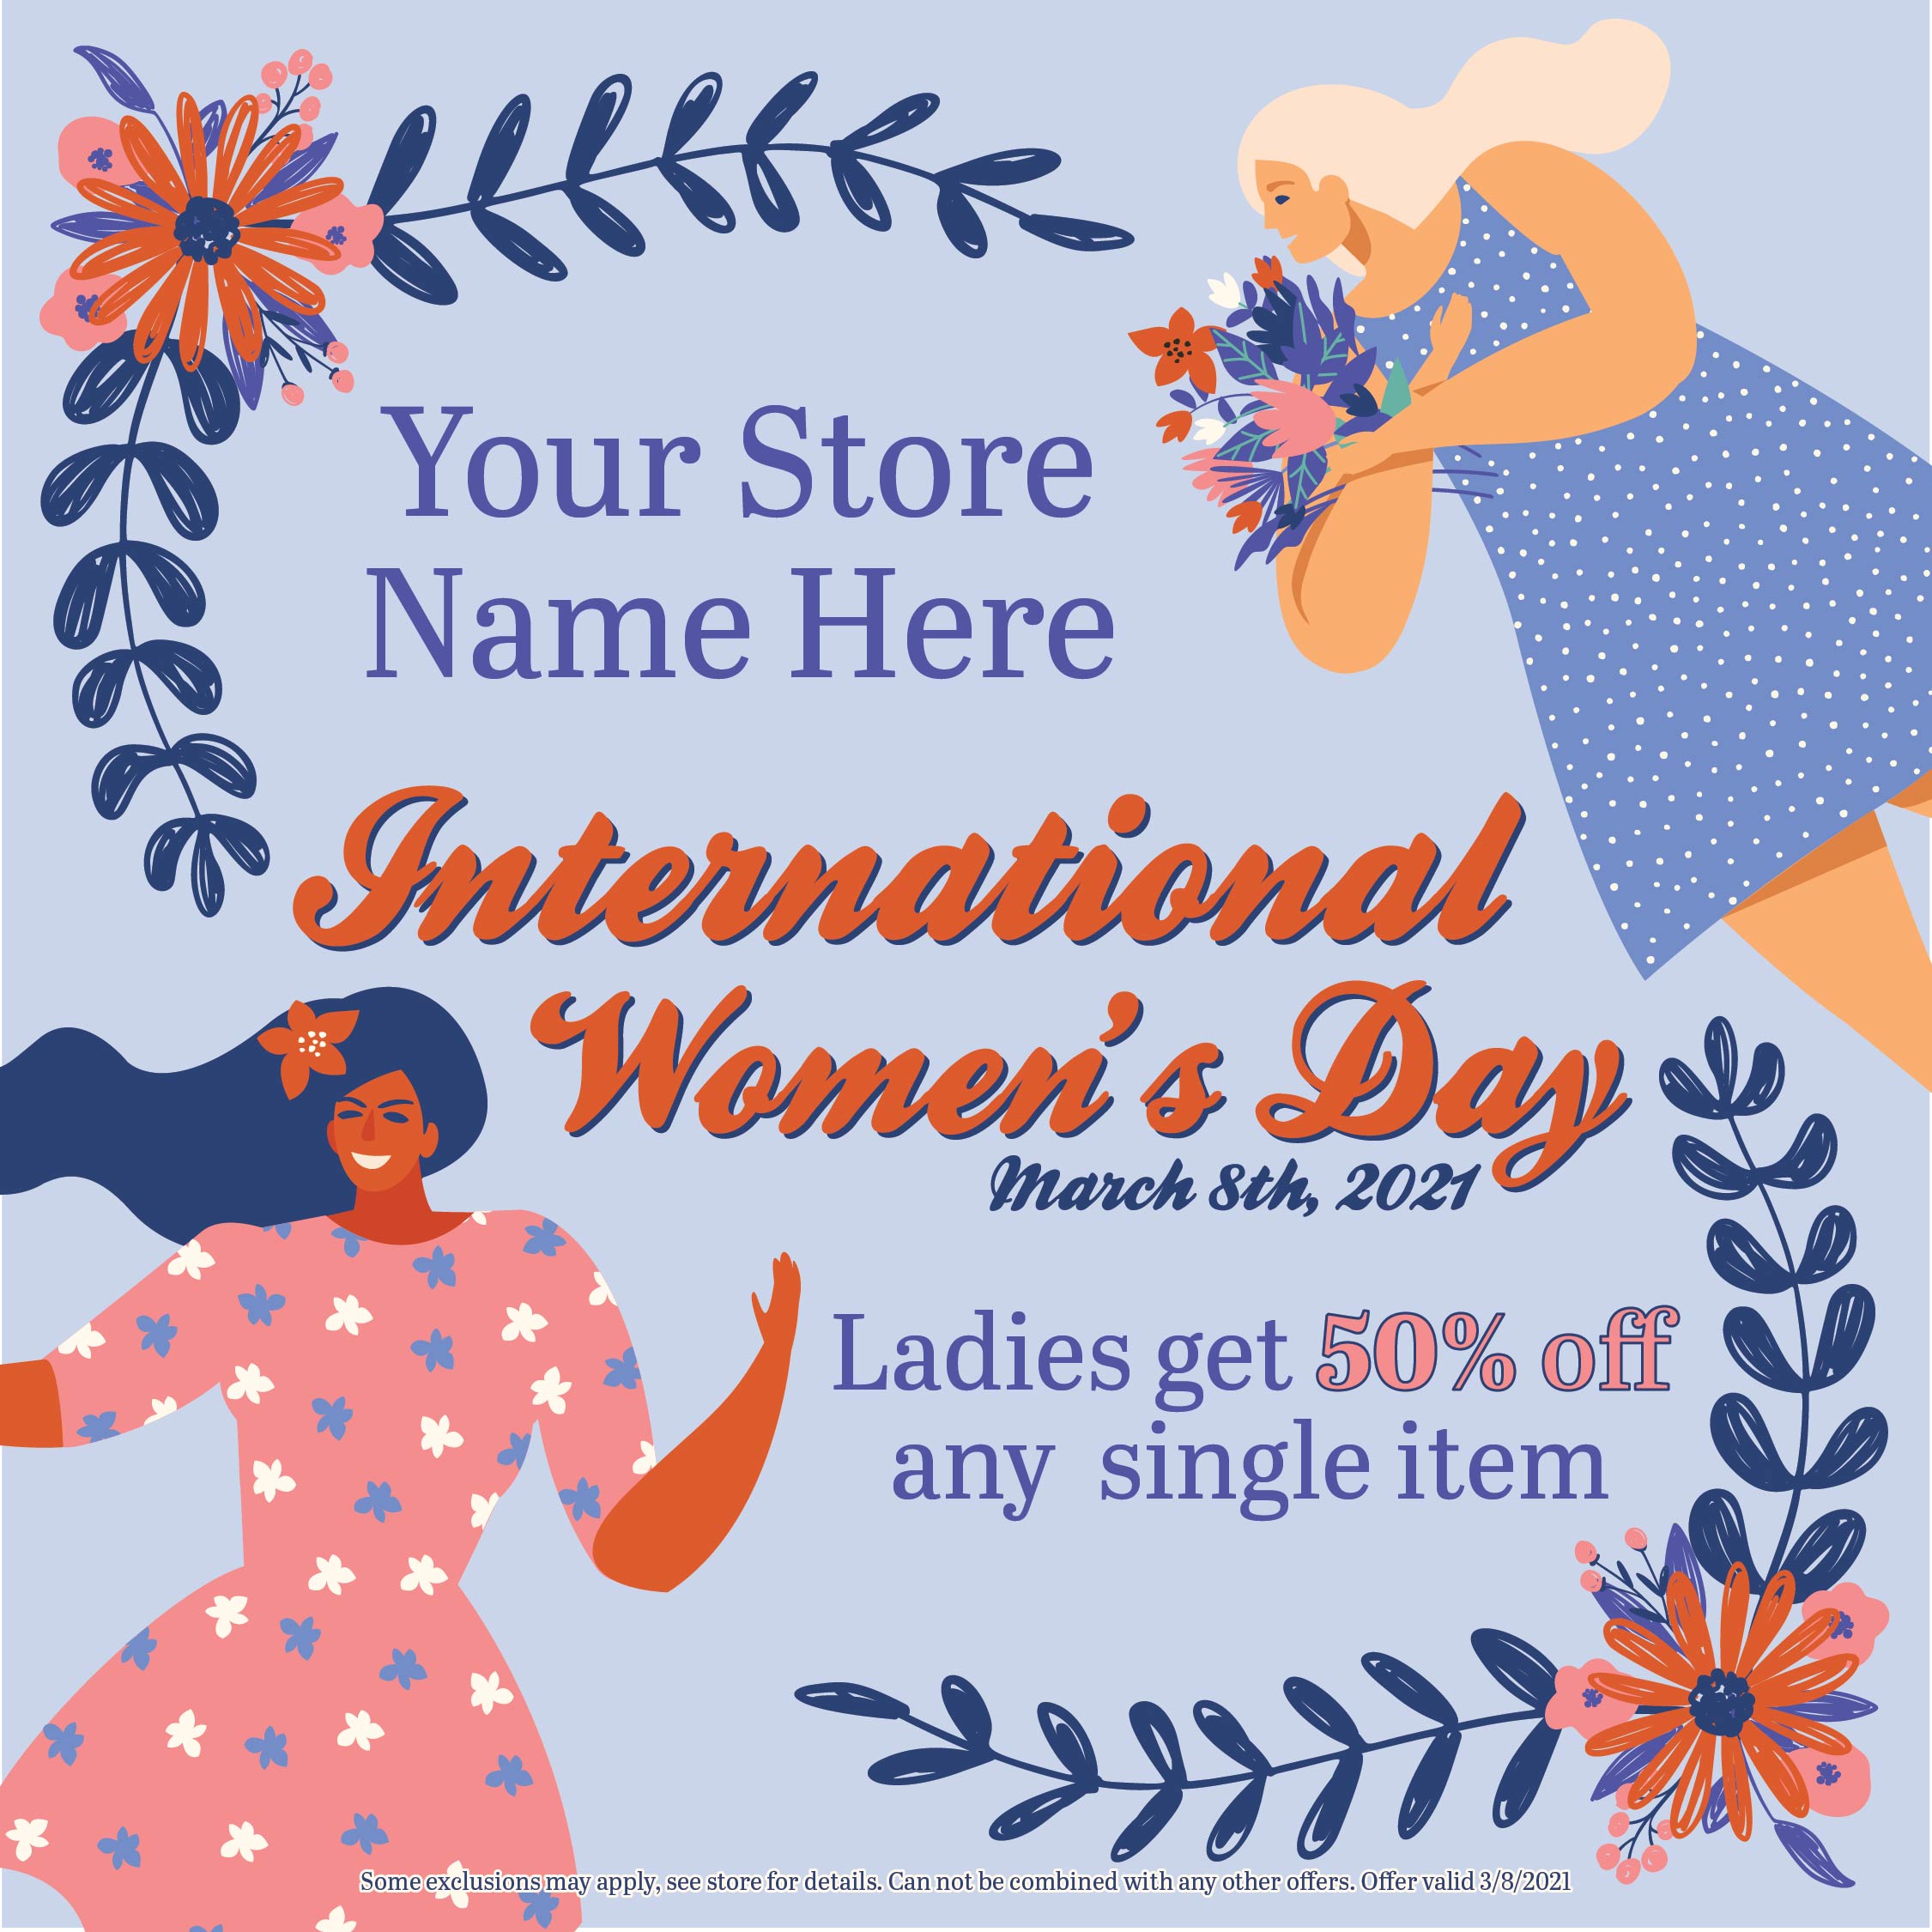 Your Store
Name Here
International
Women's Day
March 8th, 2021
Ladies get 50% off
any single item
Some exclusions may apply, see store for details. Can not be combined with any other offers. Offer valid 3/8/2021